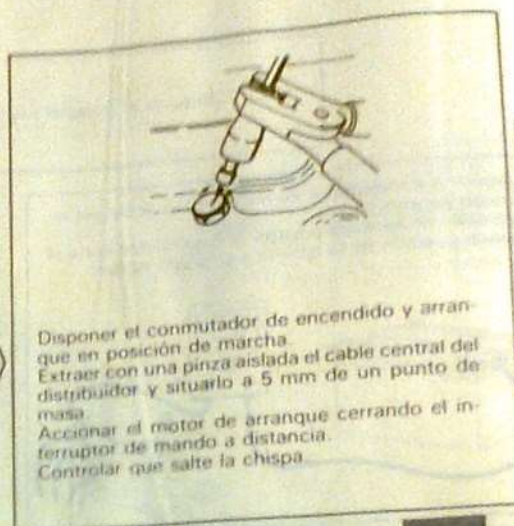 Disponer el conmutador de encendido y arran-
que en posición de marcha.
Extraer con una pinza aislada el cable central del
distribuidor y situarlo a 5 mm de un punto de
masa.
Accionar el motor de arranque cerrando el in-
terruptor de mando a distancia.
Controlar que salte la chispa.